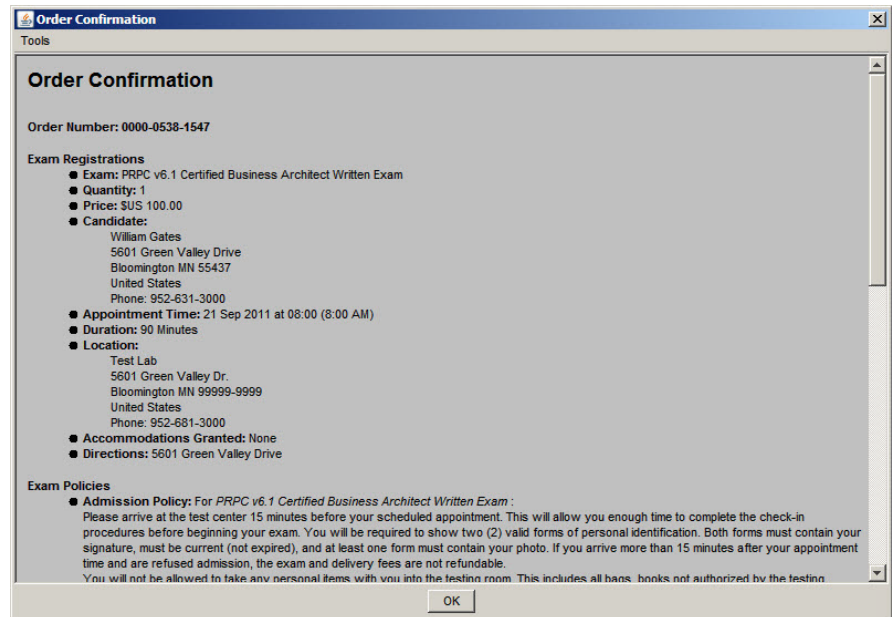 Order Confirmation
Tools
Order Confirmation
Order Number: 0000-0538-1547
Exam Registrations
Exam: PRPC v6.1 Certified Business Architect Written Exam
Quantity: 1
Price: $US 100.00
Candidate:
William Gates
5601 Green Valley Drive
Bloomington MN 55437
United States
Phone: 952-631-3000
Appointment Time: 21 Sep 2011 at 08:00 (8:00 AM)
Duration: 90 Minutes
Location:
Test Lab
5601 Green Valley Dr.
Bloomington MN 99999-9999
United States
Phone: 952-681-3000
Accommodations Granted: None
Directions: 5601 Green Valley Drive
Exam Policies
Admission Policy: For PRPC v6.1 Certified Business Architect Written Exam :
Please arrive at the test center 15 minutes before your scheduled appointment. This will allow you enough time to complete the check-in
procedures before beginning your exam. You will be required to show two (2) valid forms of personal identification. Both forms must contain your
signature, must be current (not expired), and at least one form must contain your photo. If you arrive more than 15 minutes after your appointment
time and are refused admission, the exam and delivery fees are not refundable.
You will not be allowed to take any personal items with you into the testing room. This includes all bags, books not authorized by the testing
OK